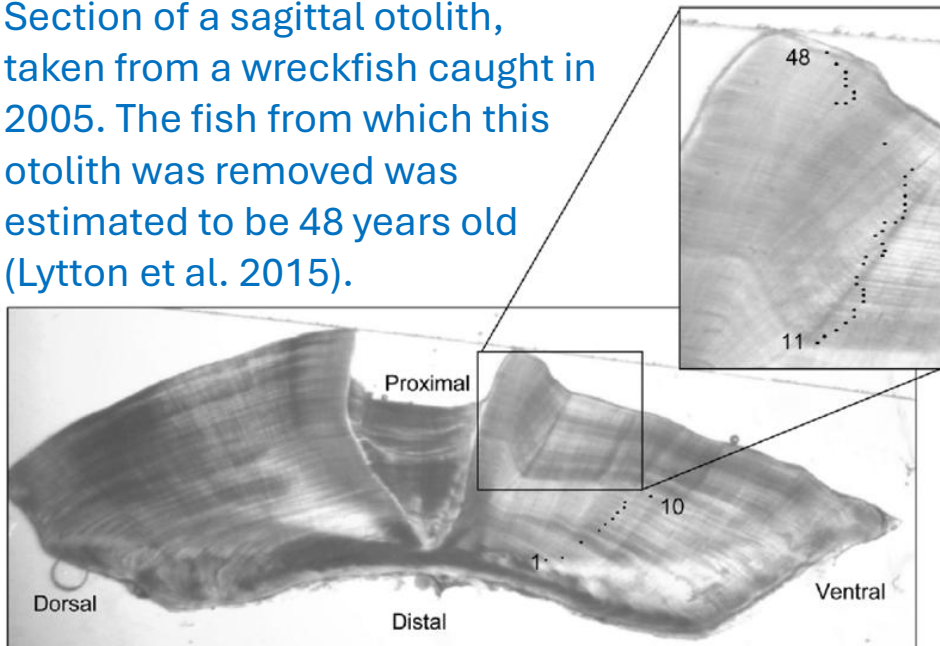 Section of a sagittal otolith,
taken from a wreckfish caught in
2005. The fish from which this
otolith was removed was
estimated to be 48 years old
(Lytton et al. 2015).
48
11
Proximal
10
1
Dorsal
Ventral
Distal